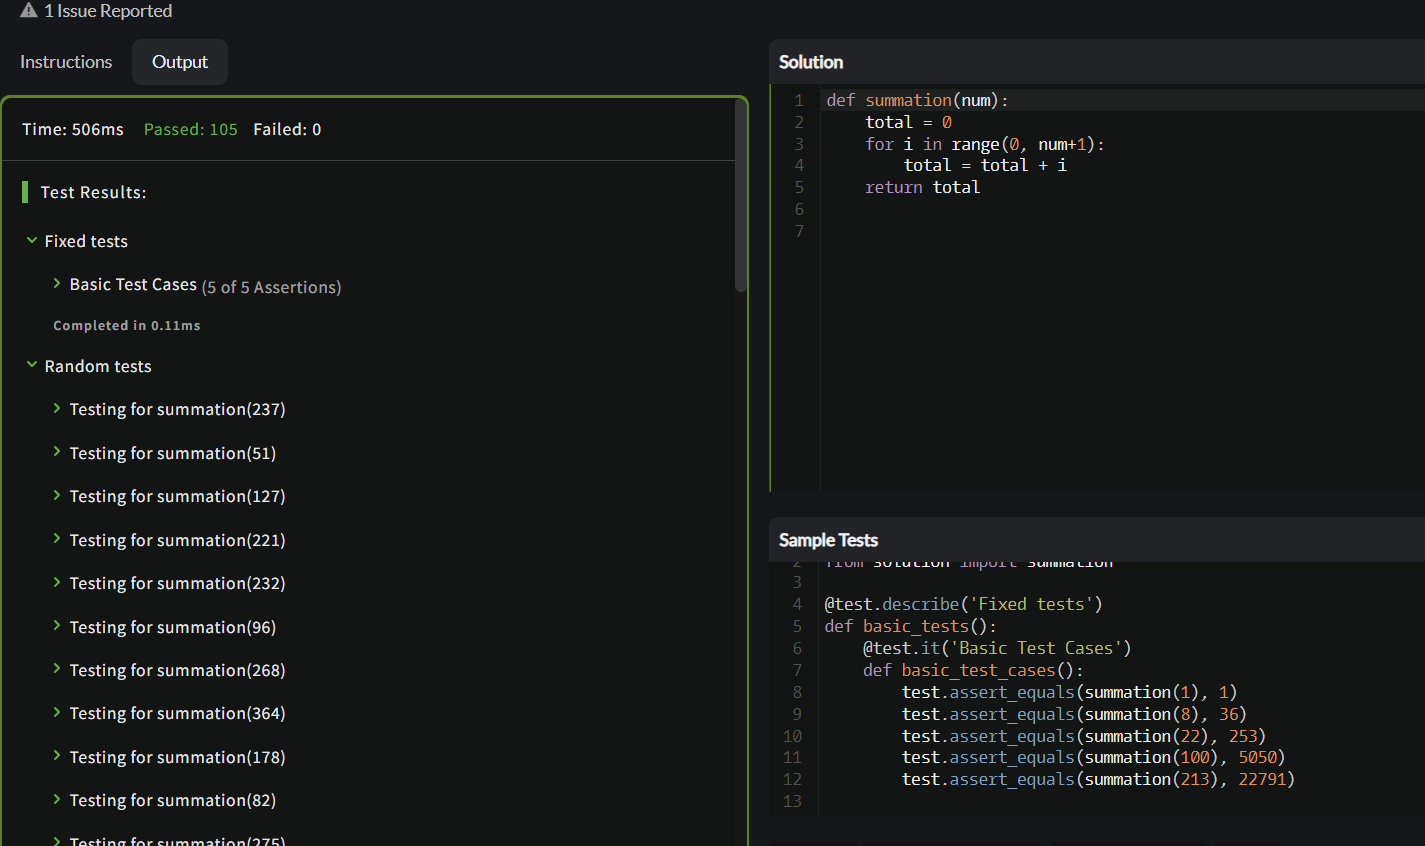 1 Issue Reported
Instructions
Output
Time: 506ms Passed: 105 Failed: 0
Test Results:
Fixed tests
Basic Test Cases (5 of 5 Assertions)
Completed in 0.11ms
Random tests
Testing for summation(237)
Testing for summation(51)
Testing for summation(127)
Testing for summation(221)
Testing for summation(232)
Testing for summation(96)
Testing for summation(268)
Testing for summation(364)
Testing for summation(178)
Testing for summation(82)
Testing for summation(275)
Solution
1 def summation(num):
2     total = 0
3     for i in range(0, num+1):
4         total = total + i
5     return total
6
7
Sample Tests
2 from solution import summation
3
4 @test.describe('Fixed tests')
5 def basic_tests():
6     @test.it('Basic Test Cases')
7     def basic_test_cases():
8         test.assert_equals(summation(1), 1)
9         test.assert_equals(summation(8), 36)
10         test.assert_equals(summation(22), 253)
11         test.assert_equals(summation(100), 5050)
12         test.assert_equals(summation(213), 22791)
13